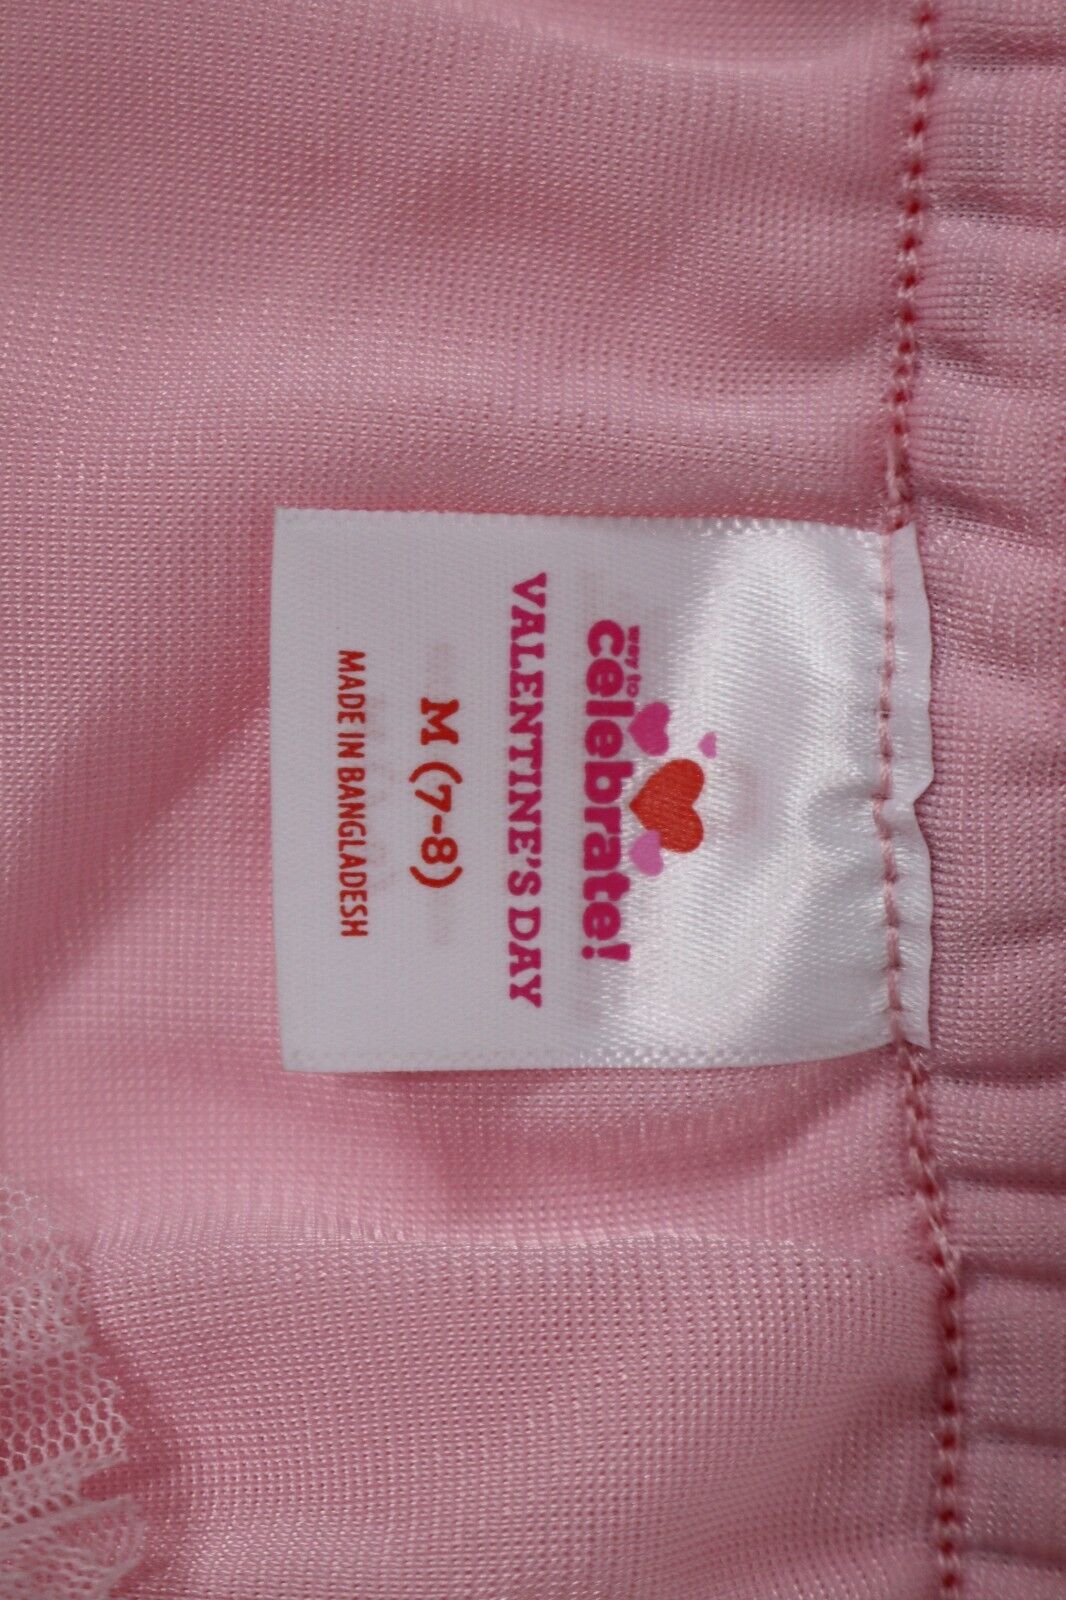 way to
celebrate!
VALENTINE'S DAY
M (7-8)
MADE IN BANGLADESH